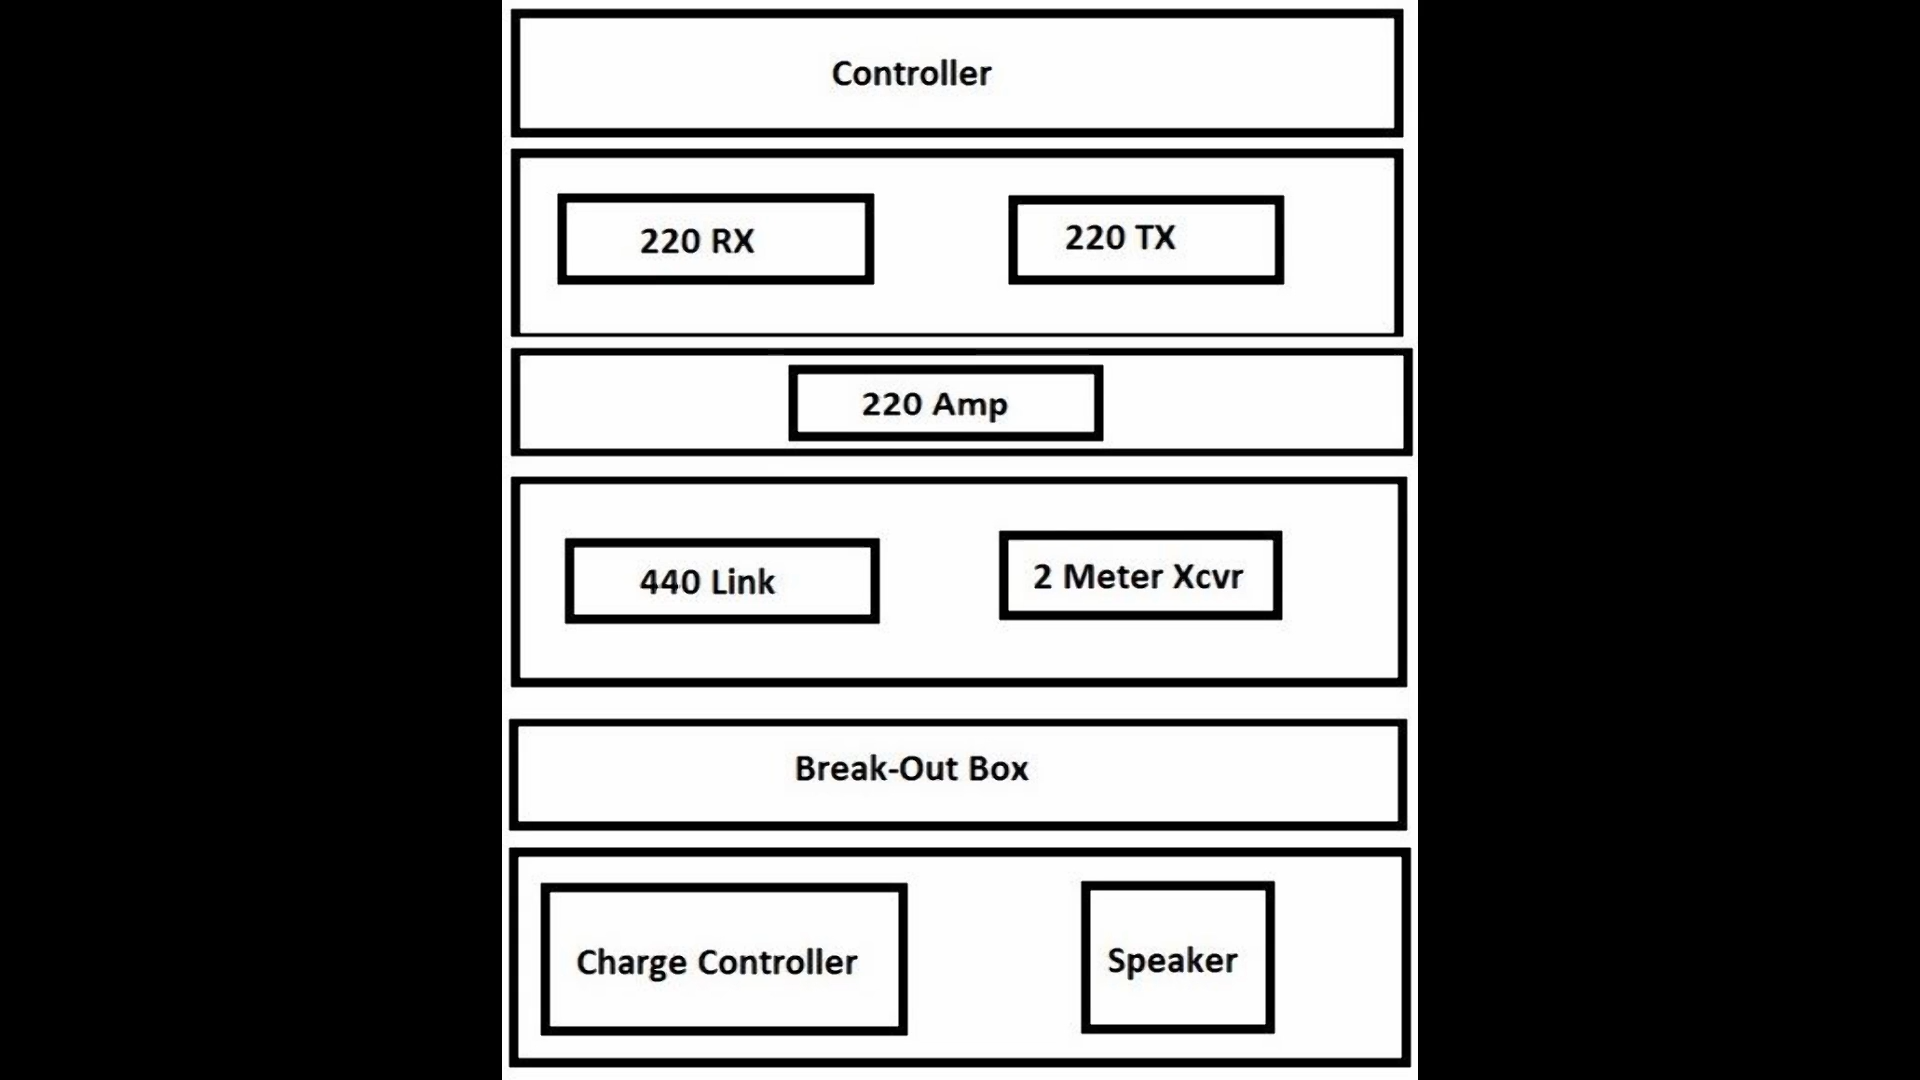 Controller
220 RX
220 TX
220 Amp
440 Link
2 Meter Xcvr
Break-Out Box
Charge Controller
Speaker